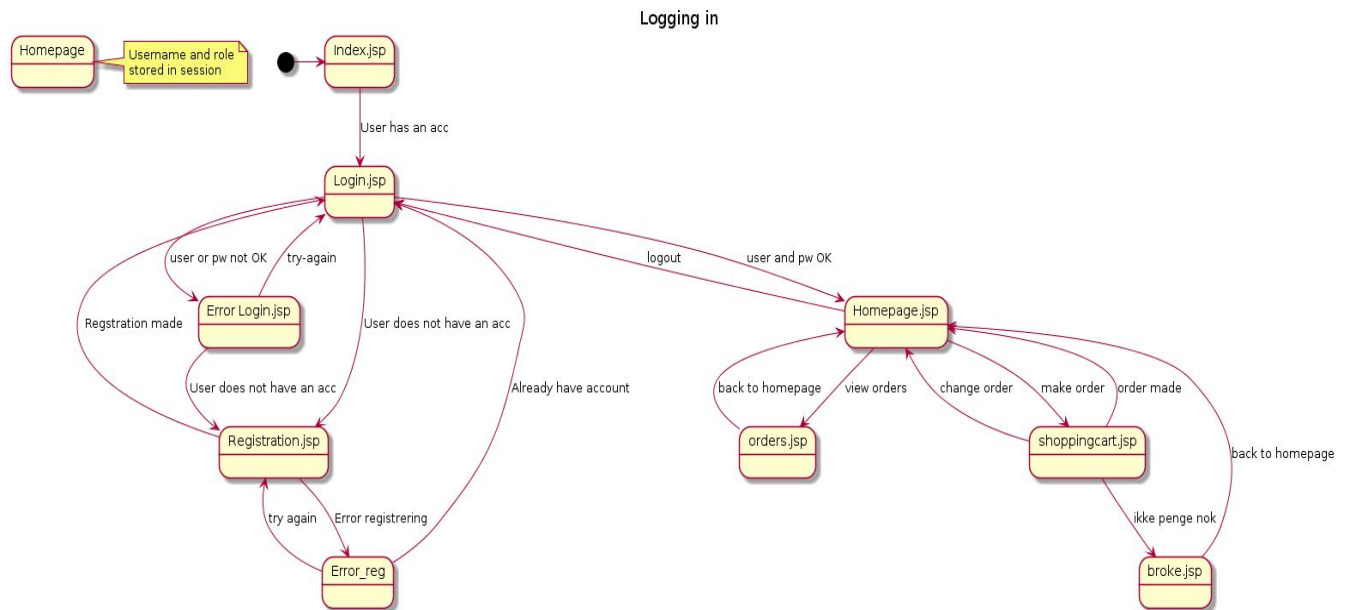 Logging in
Homepage
Username and role
stored in session
Index.jsp
User has an acc
Login.jsp
user or pw not OK
try-again
logout
user and pw OK
Error Login.jsp
Homepage.jsp
Regstration made
User does not have an acc
User does not have an acc
Already have account
back to homepage
view orders
change order
make order
order made
Registration.jsp
orders.jsp
shoppingcart.jsp
back to homepage
try again
Error registrering
ikke penge nok
Error_reg
broke.jsp